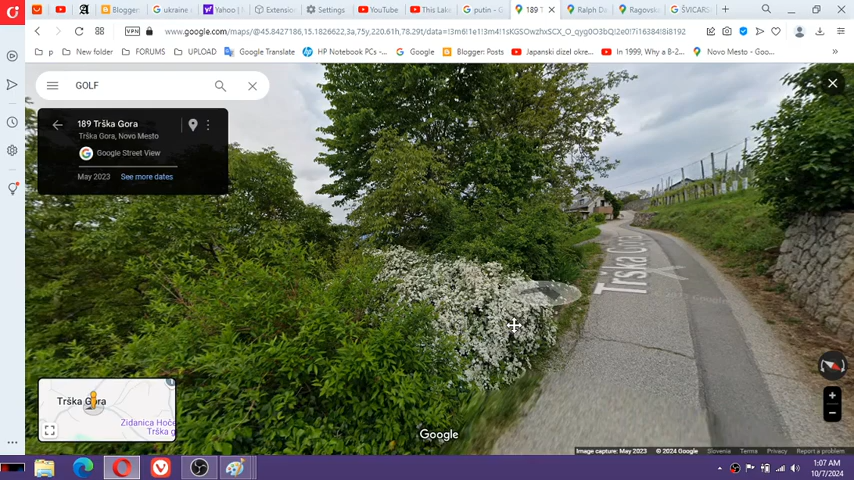 Blogger:
ukraine
Yahoo |
Extension
Settings
YouTube
This Lake
putin - G
189 T
Ralph Da
Ragovska
ŠVICARS
VPN
www.google.com/maps/@45.8427186,15.1826622,3a,75y,220.61h,78.29t/data=!3m6!1e1!3m4!1sKGSOwzhxSCX_O_qyg0O3bQ!2e0!7i16384!8i8192
p
New folder
FORUMS
UPLOAD
Google Translate
HP Notebook PCs -...
Google
Blogger: Posts
Japanski dizel okre...
In 1999, Why a B-2...
Novo Mesto - Goo...
GOLF
189 Trška Gora
Trška Gora, Novo Mesto
Google Street View
May 2023
See more dates
Trška Gora
Trška Gora
Zidanica Hoče
Trška g
Google
Image capture: May 2023
© 2024 Google
Slovenia
Terms
Privacy
Report a problem
1:07 AM
10/7/2024